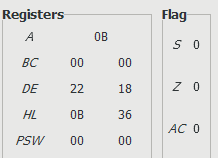 Registers
A 0B
BC 00 00
DE 22 18
HL 0B 36
PSW 00 00
Flag
S 0
Z 0
AC 0